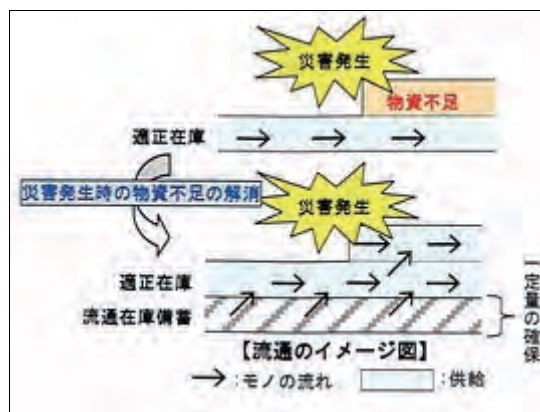 災害発生
物資不足
適正在庫
災害発生時の物資不足の解消
災害発生
適正在庫
流通在庫備蓄
一定量の確保
【流通のイメージ図】
→:モノの流れ :供給